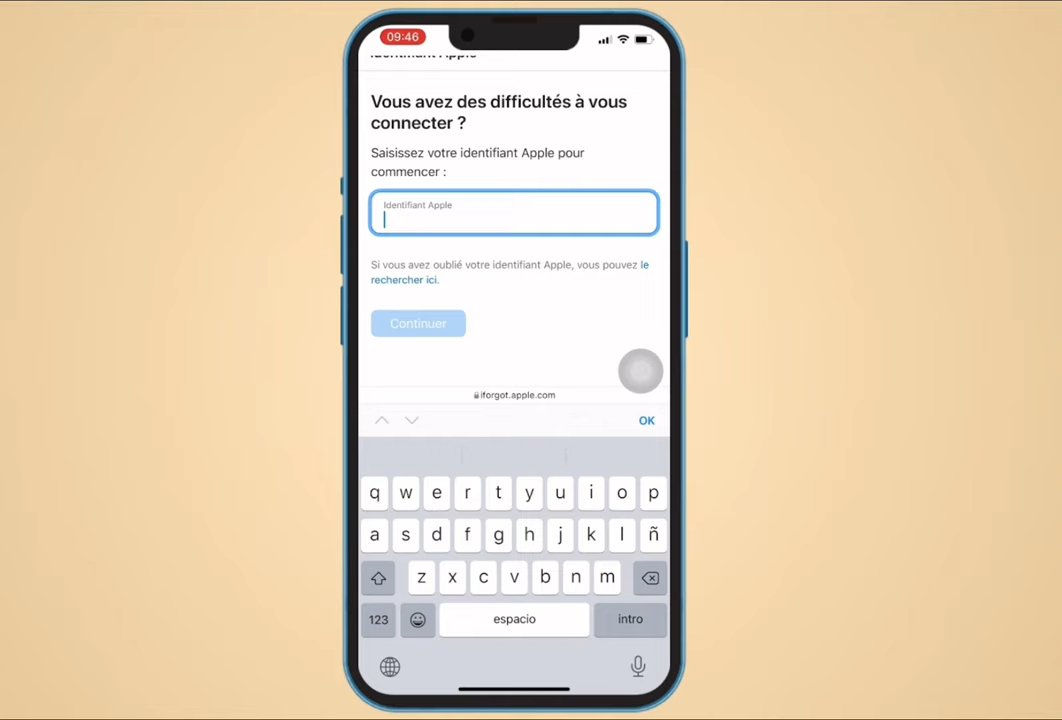 09:46
Identifiant Apple
Vous avez des difficultés à vous
connecter ?
Saisissez votre identifiant Apple pour
commencer :
Identifiant Apple
Si vous avez oublié votre identifiant Apple, vous pouvez le
rechercher ici.
Continuer
iforgot.apple.com
OK
q w e r t y u i o p
a s d f g h j k l ñ
z x c v b n m
123 espacio intro